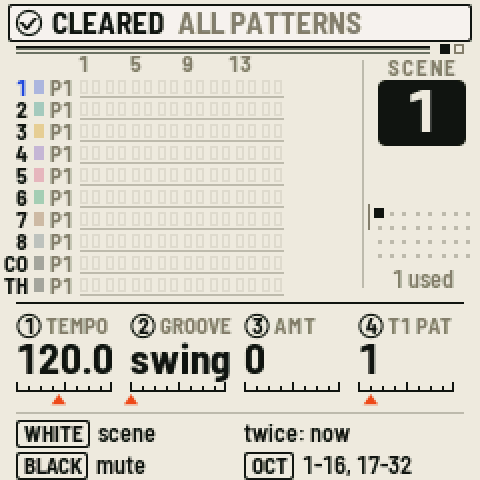 CLEARED ALL PATTERNS
1 5 9 13
SCENE
1
1 P1
2 P1
3 P1
4 P1
5 P1
6 P1
7 P1
8 P1
CO P1
TH P1
1 used
1 TEMPO 2 GROOVE 3 AMT 4 T1 PAT
120.0 swing 0 1
WHITE scene twice: now
BLACK mute OCT 1-16, 17-32